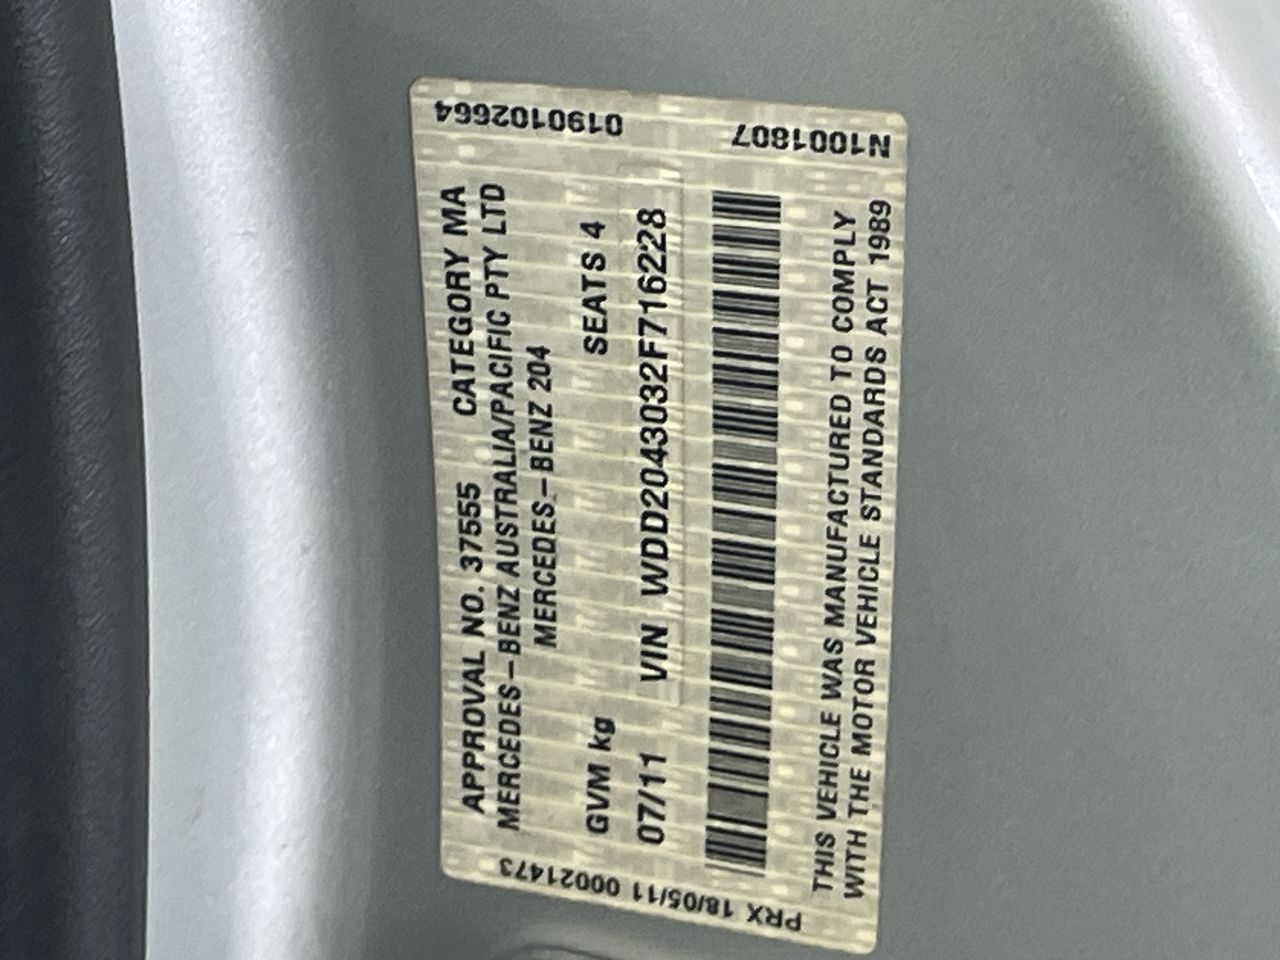 APPROVAL NO. 37555 CATEGORY MA
MERCEDES-BENZ AUSTRALIA/PACIFIC PTY LTD
MERCEDES-BENZ 204
GVM kg SEATS 4
07/11 VIN WDD2043032F716228
THIS VEHICLE WAS MANUFACTURED TO COMPLY
WITH THE MOTOR VEHICLE STANDARDS ACT 1989
PRX 18/05/11 00021473
N1001807 0190102664